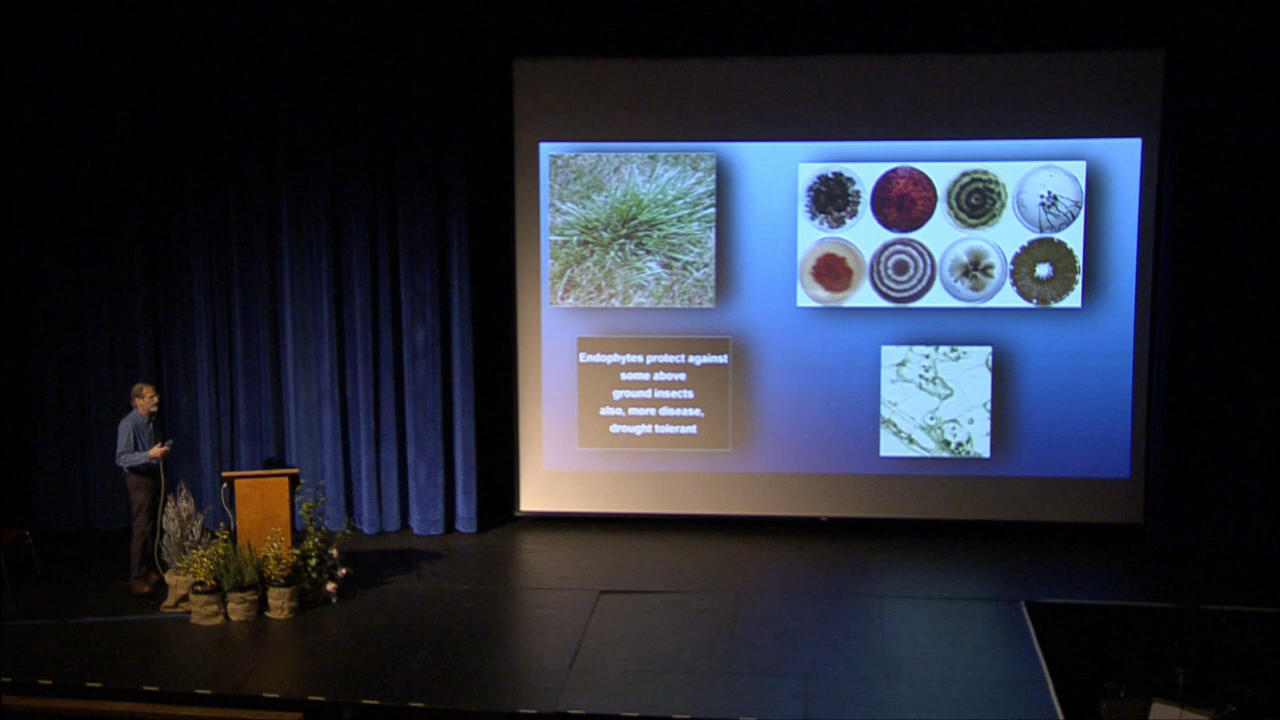 Endophytes protect against
some above
ground insects
also, more disease,
drought tolerant